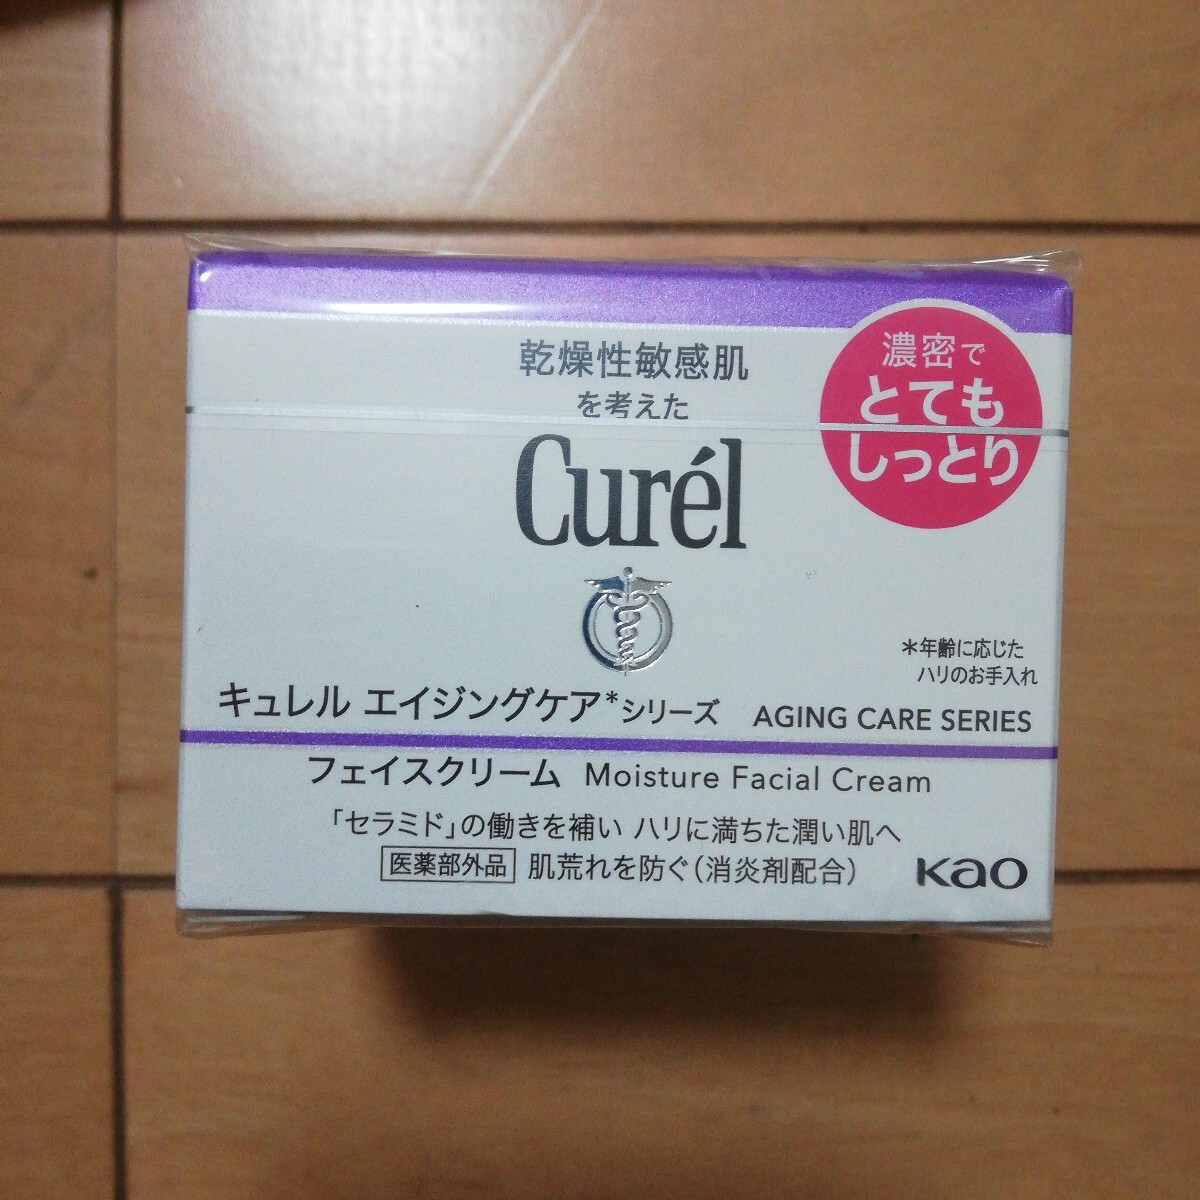 乾燥性敏感肌
を考えた
Curél
濃密で
とても
しっとり
*年齢に応じた
ハリのお手入れ
キュレル エイジングケア*シリーズ AGING CARE SERIES
フェイスクリーム Moisture Facial Cream
「セラミド」の働きを補い ハリに満ちた潤い肌へ
医薬部外品 肌荒れを防ぐ(消炎剤配合)
Kao